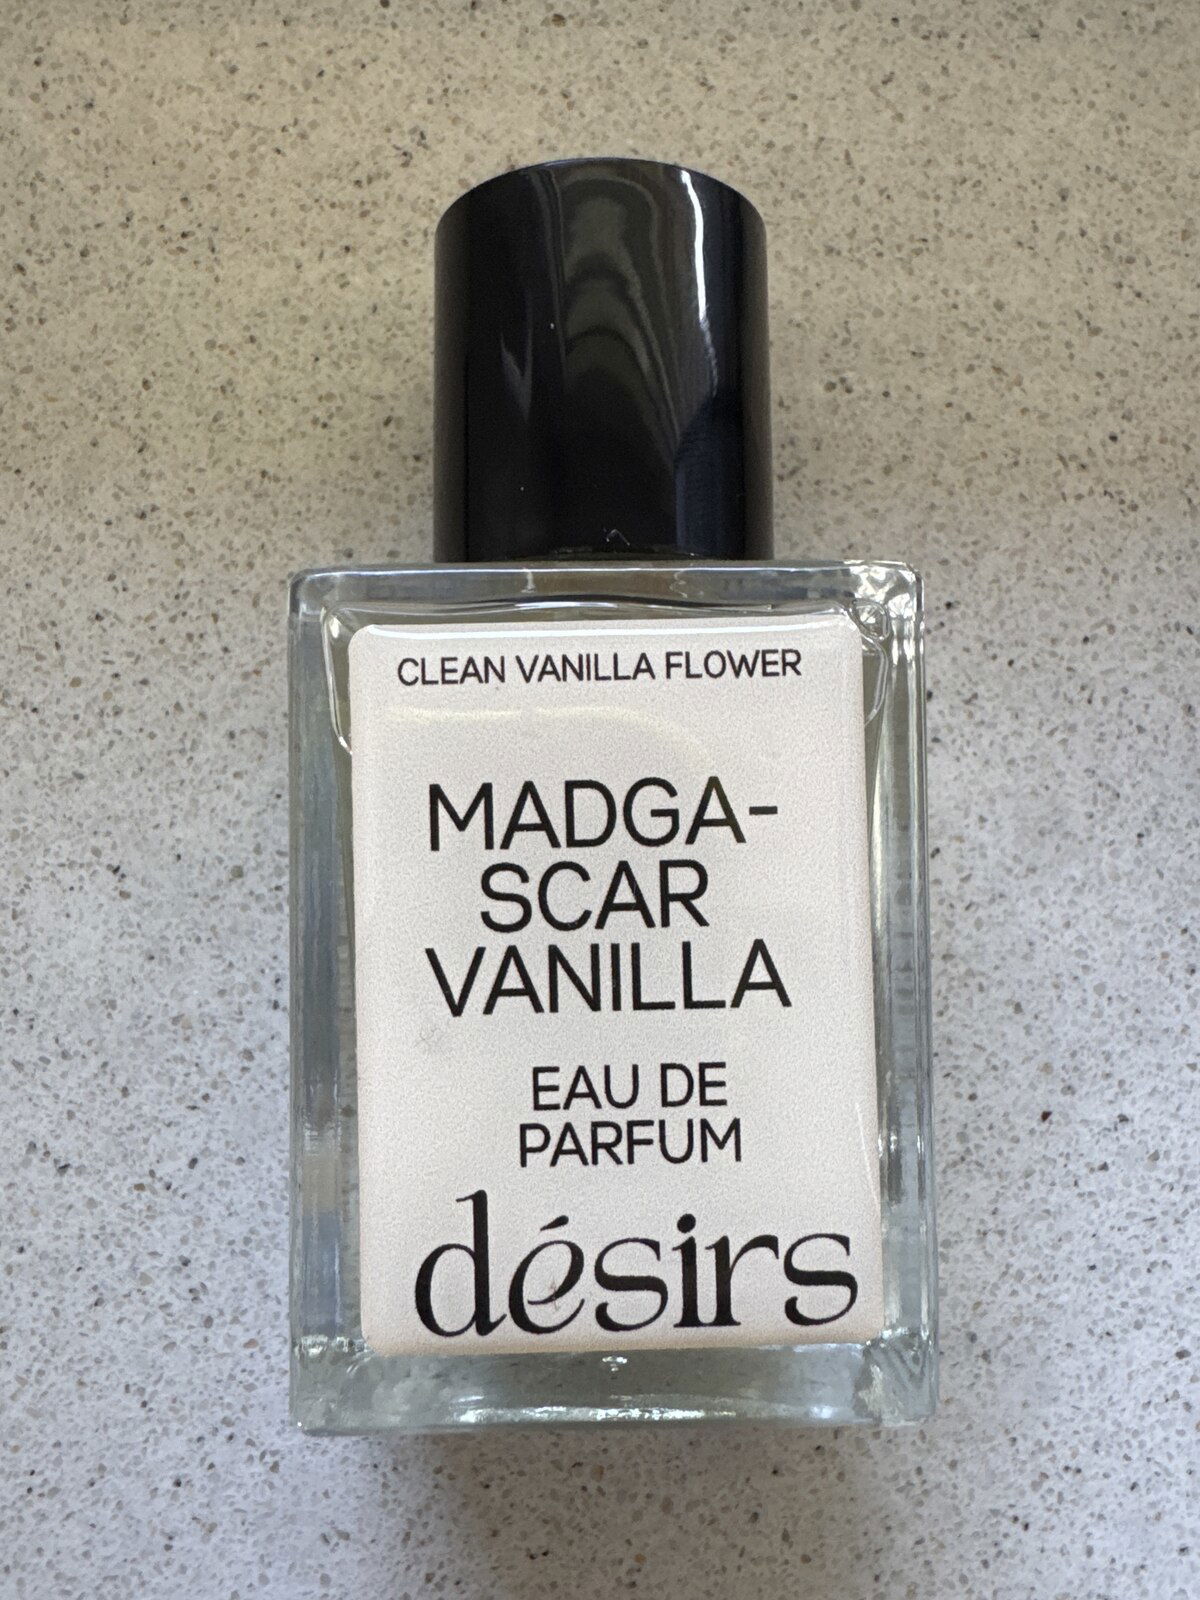 CLEAN VANILLA FLOWER
MADGA-
SCAR
VANILLA
EAU DE
PARFUM
désirs